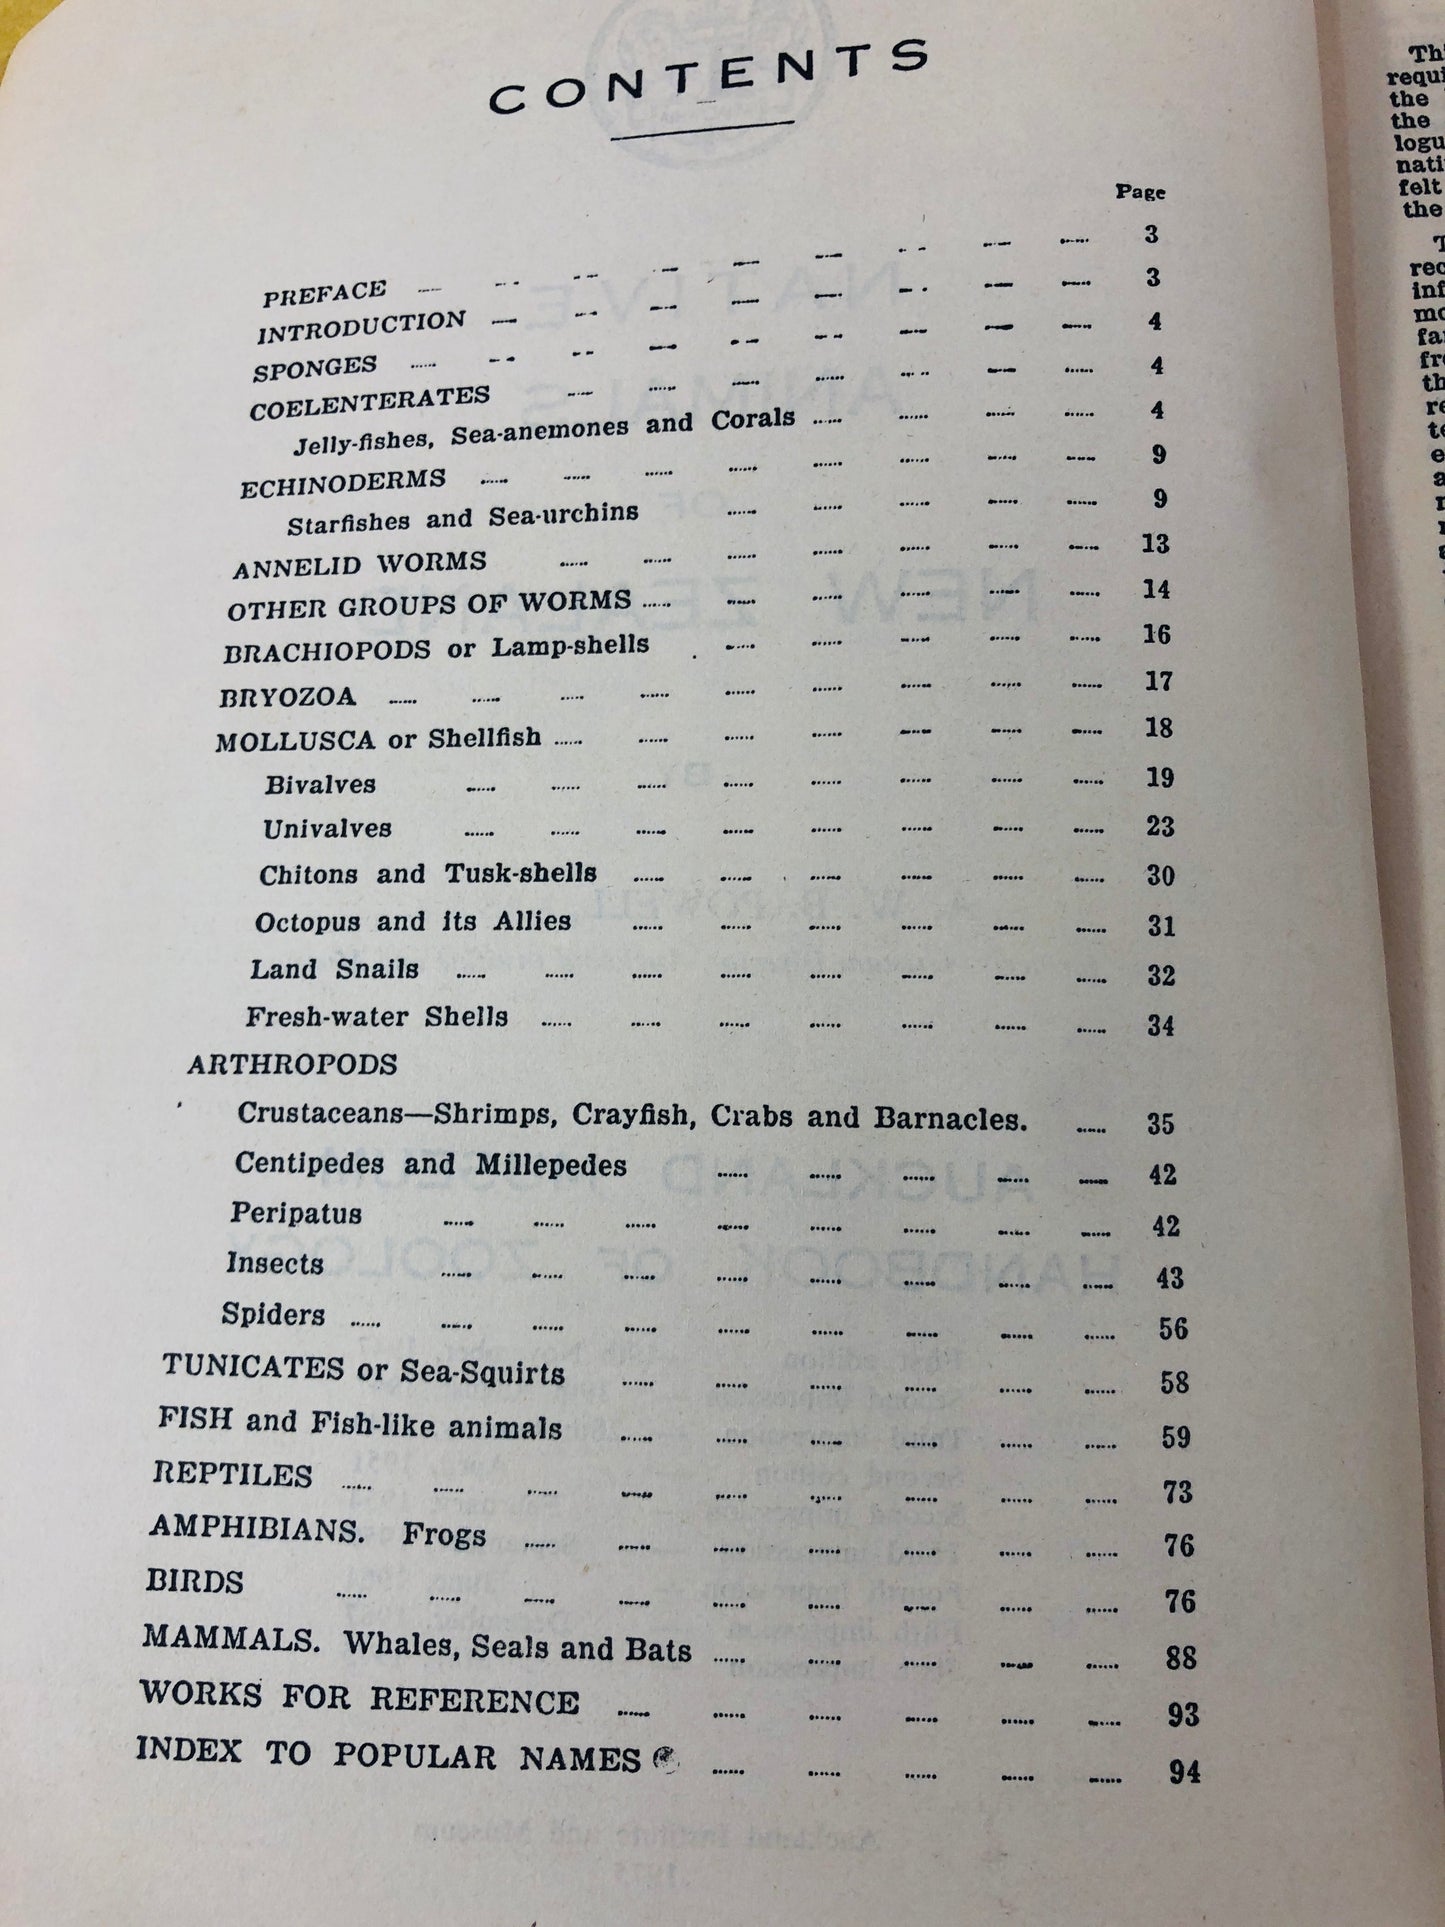 CONTENTS
Page
PREFACE ...... 3
INTRODUCTION ...... 3
SPONGES ...... 4
COELENTERATES ...... 4
Jelly-fishes, Sea-anemones and Corals ...... 4
ECHINODERMS ...... 9
Starfishes and Sea-urchins ...... 9
ANNELID WORMS ...... 13
OTHER GROUPS OF WORMS ...... 14
BRACHIOPODS or Lamp-shells ...... 16
BRYOZOA ...... 17
MOLLUSCA or Shellfish ...... 18
Bivalves ...... 19
Univalves ...... 23
Chitons and Tusk-shells ...... 30
Octopus and its Allies ...... 31
Land Snails ...... 32
Fresh-water Shells ...... 34
ARTHROPODS
Crustaceans—Shrimps, Crayfish, Crabs and Barnacles. ...... 35
Centipedes and Millepedes ...... 42
Peripatus ...... 42
Insects ...... 43
Spiders ...... 56
TUNICATES or Sea-Squirts ...... 58
FISH and Fish-like animals ...... 59
REPTILES ...... 73
AMPHIBIANS. Frogs ...... 76
BIRDS ...... 76
MAMMALS. Whales, Seals and Bats ...... 88
WORKS FOR REFERENCE ...... 93
INDEX TO POPULAR NAMES ...... 94
the
the
felt
the